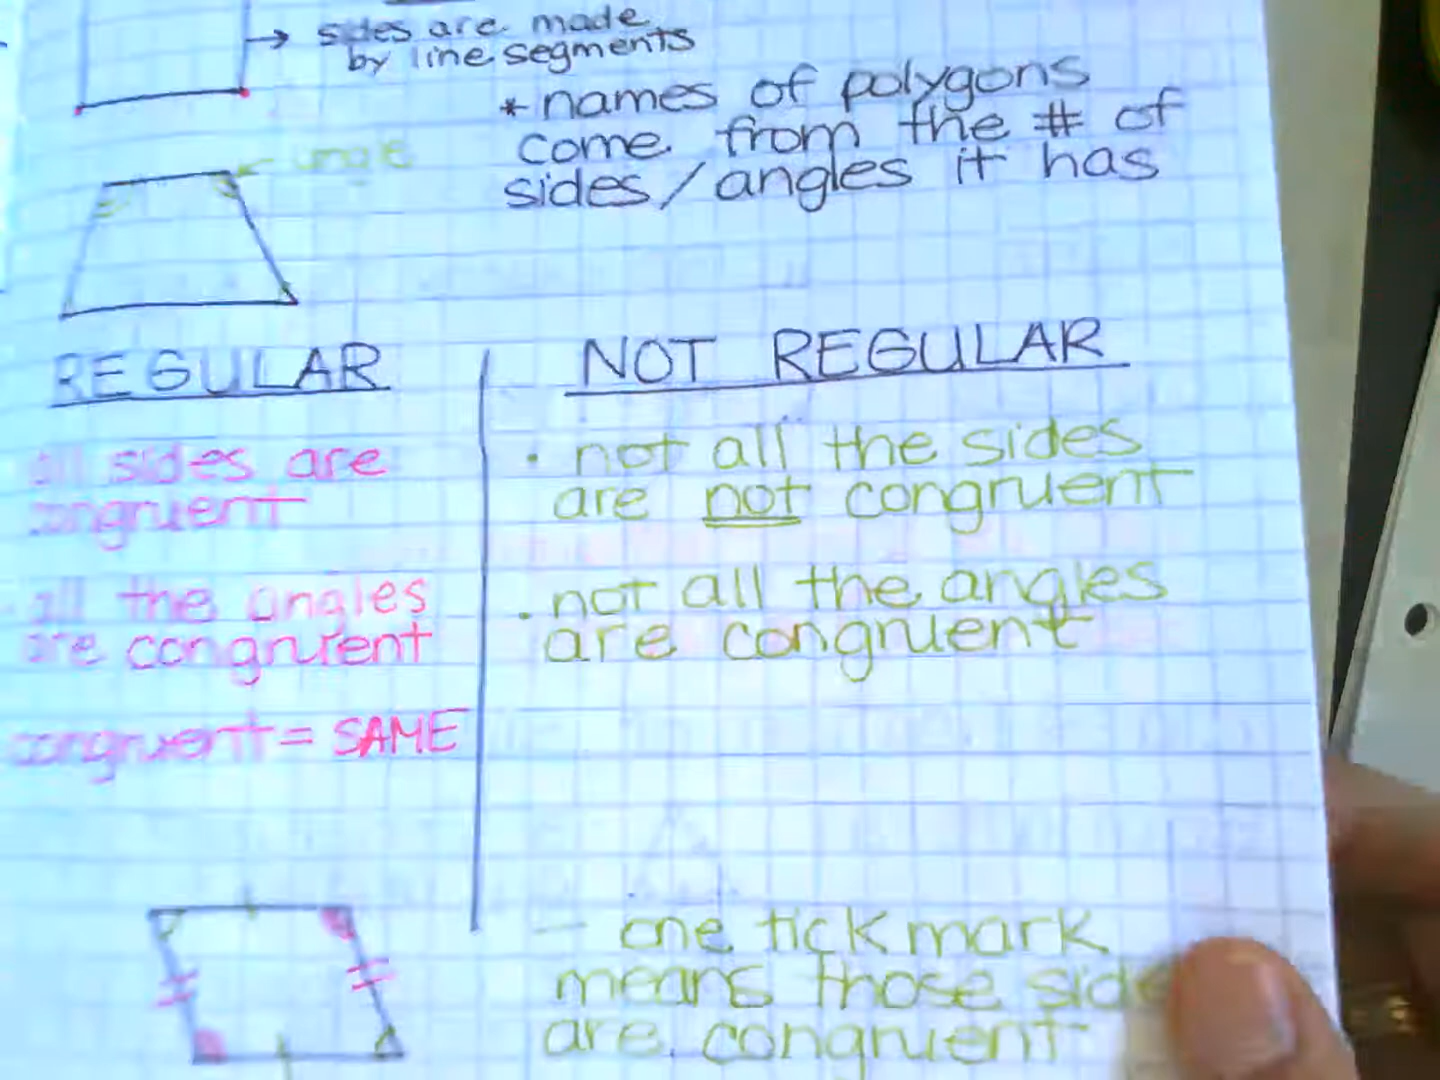 → sides are made
by line segments
* names of polygons
come from the # of
sides/angles it has
angle
REGULAR
NOT REGULAR
all sides are
congruent
· not all the sides
are not congruent
all the angles
are congruent
· not all the angles
are congruent
congruent = SAME
- one tick mark
means those side
are congruent